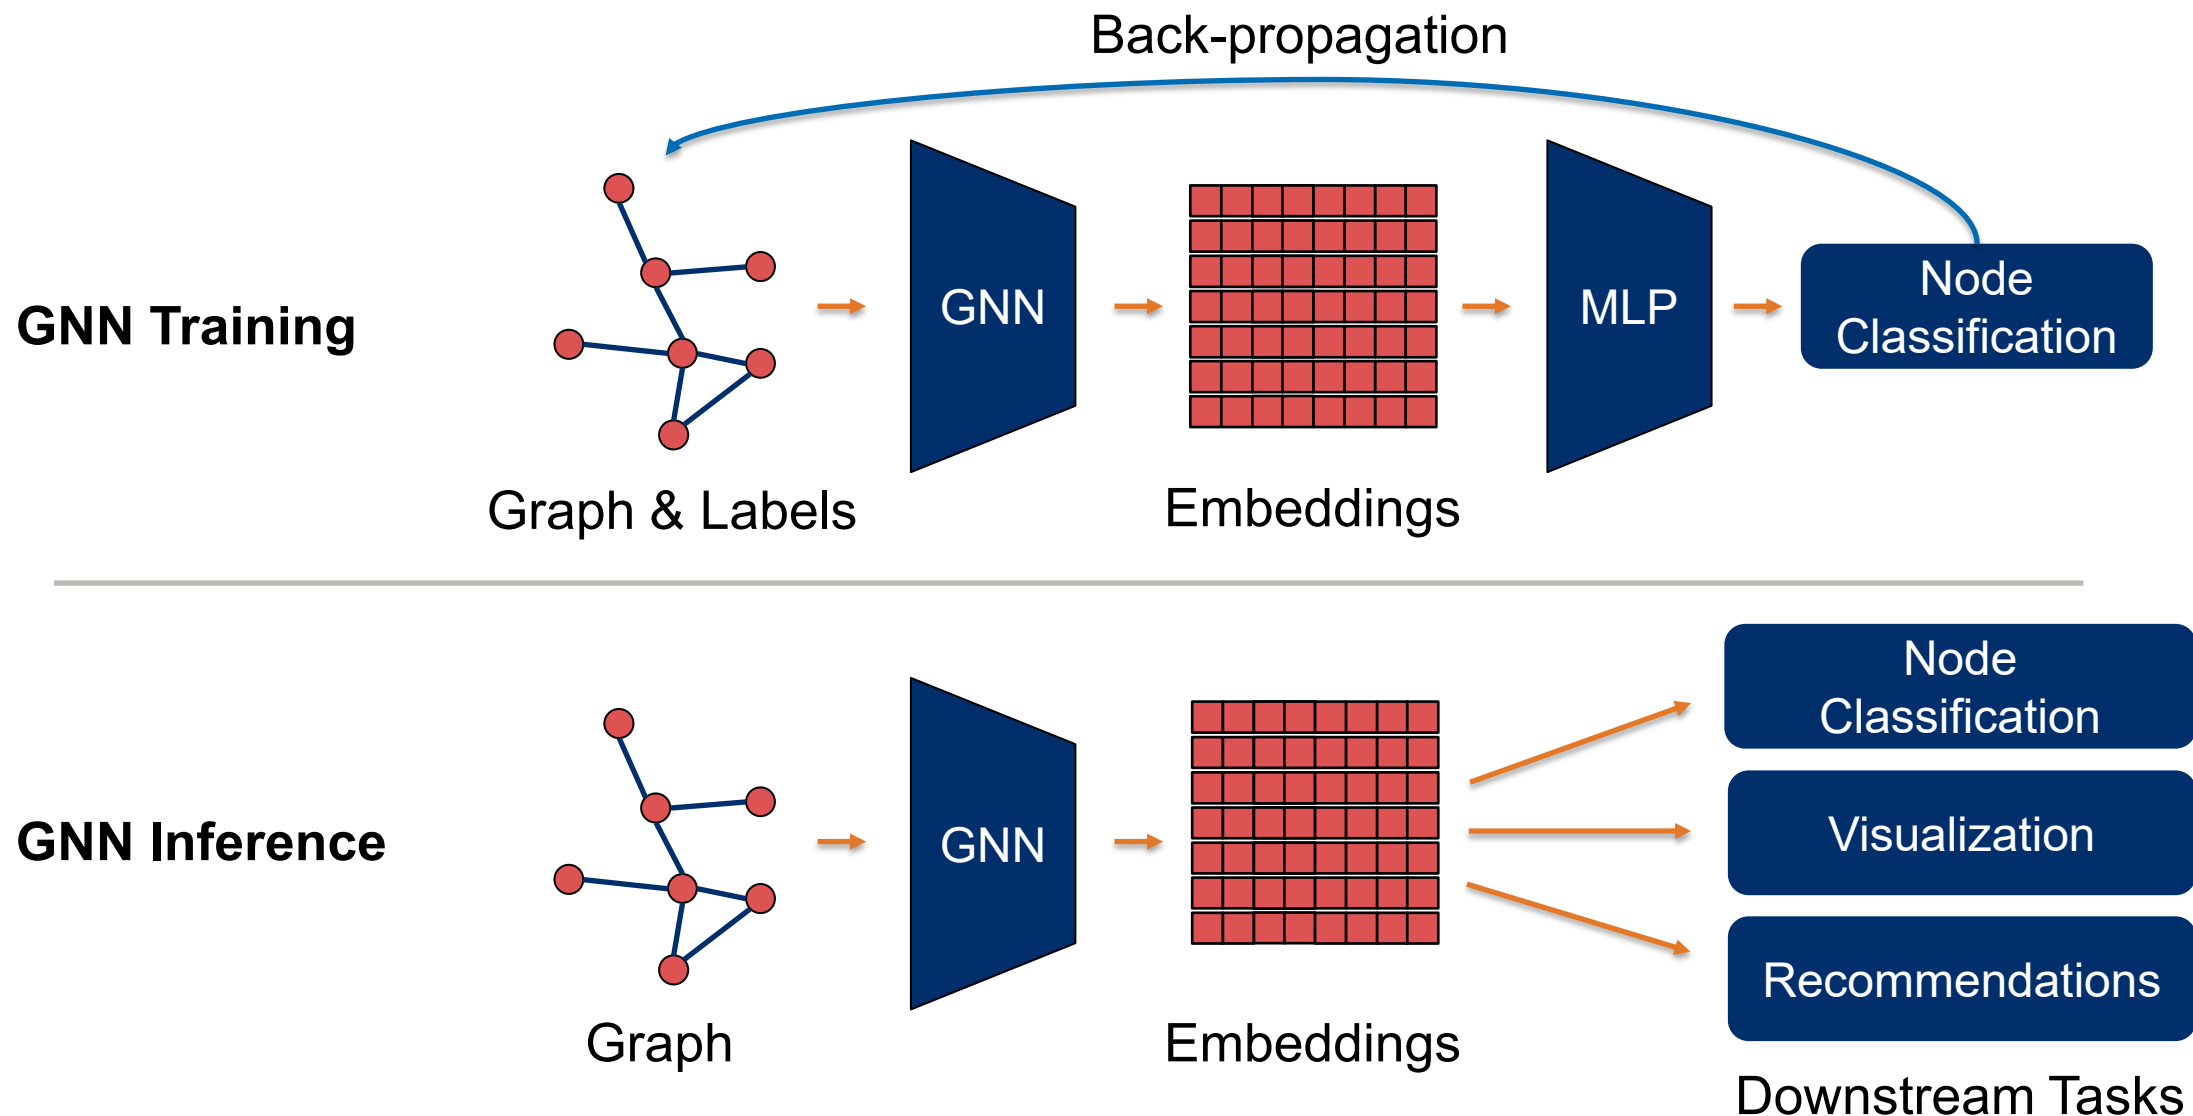 Back-propagation
GNN Training
GNN
MLP
Node
Classification
Graph & Labels
Embeddings
GNN Inference
GNN
Node
Classification
Visualization
Recommendations
Graph
Embeddings
Downstream Tasks